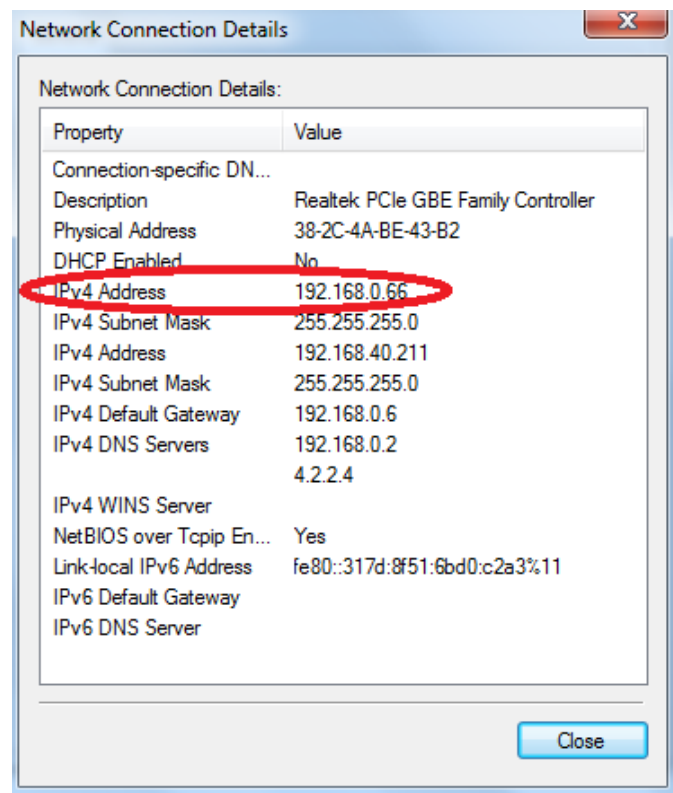 Network Connection Details
Network Connection Details:
Property Value
Connection-specific DN...
Description Realtek PCIe GBE Family Controller
Physical Address 38-2C-4A-BE-43-B2
DHCP Enabled No
IPv4 Address 192.168.0.66
IPv4 Subnet Mask 255.255.255.0
IPv4 Address 192.168.40.211
IPv4 Subnet Mask 255.255.255.0
IPv4 Default Gateway 192.168.0.6
IPv4 DNS Servers 192.168.0.2
4.2.2.4
IPv4 WINS Server
NetBIOS over Tcpip En... Yes
Link-local IPv6 Address fe80::317d:8f51:6bd0:c2a3%11
IPv6 Default Gateway
IPv6 DNS Server
Close